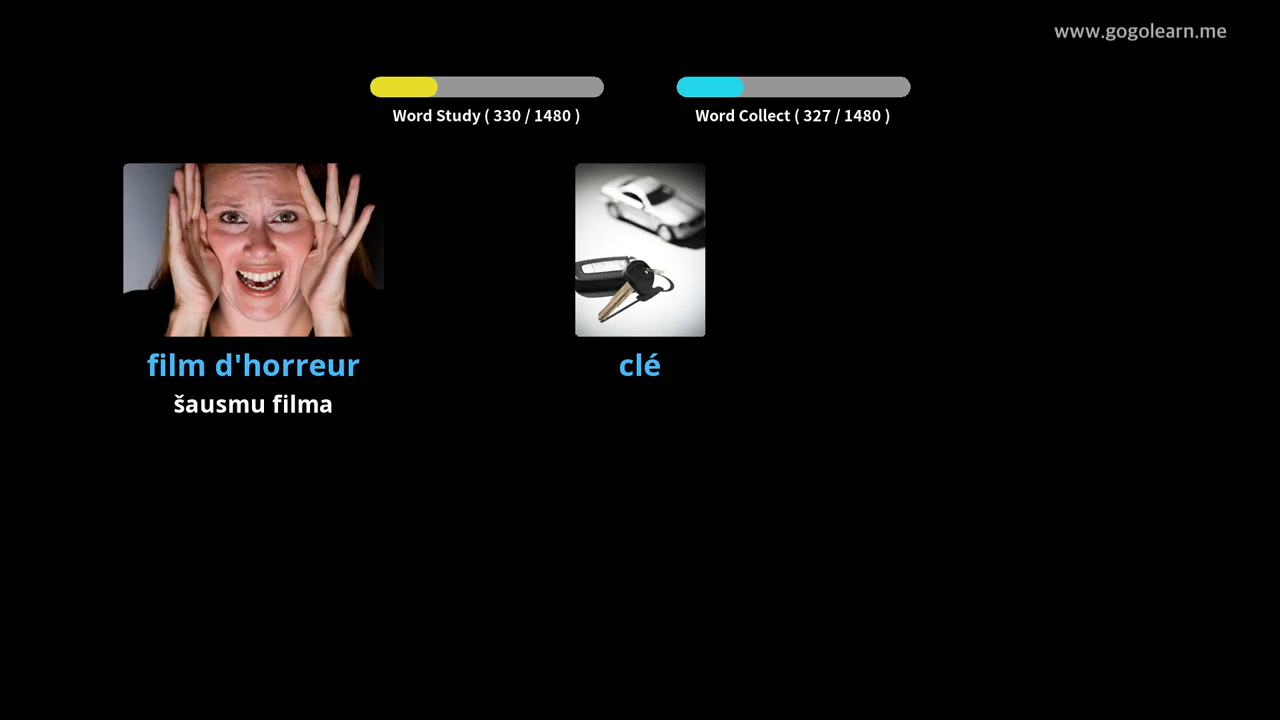 www.gogolearn.me
Word Study ( 330 / 1480 )
Word Collect ( 327 / 1480 )
film d'horreur
šausmu filma
clé